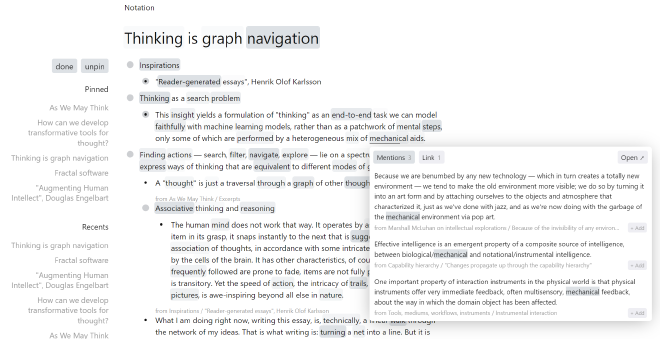 Notation
Thinking is graph navigation
done unpin
Pinned
As We May Think
How can we develop
transformative tools for
thought?
Thinking is graph navigation
Fractal software
"Augmenting Human
Intellect", Douglas Engelbart
Recents
Thinking is graph navigation
Fractal software
"Augmenting Human
Intellect", Douglas Engelbart
How can we develop
transformative tools for
thought?
As We May Think
Inspirations
"Reader-generated essays", Henrik Olof Karlsson
Thinking as a search problem
This insight yields a formulation of "thinking" as an end-to-end task we can model
faithfully with machine learning models, rather than as a patchwork of mental steps,
only some of which are performed by a heterogeneous mix of mechanical aids.
Finding actions — search, filter, navigate, explore — lie on a spectr
express ways of thinking that are equivalent to different modes of g
A "thought" is just a traversal through a graph of other though
from As We May Think / Excerpts
Associative thinking and reasoning
The human mind does not work that way. It operates by a
item in its grasp, it snaps instantly to the next that is sugge
association of thoughts, in accordance with some intricate
by the cells of the brain. It has other characteristics, of cou
frequently followed are prone to fade, items are not fully p
is transitory. Yet the speed of action, the intricacy of trails,
pictures, is awe-inspiring beyond all else in nature.
from Inspirations / "Reader-generated essays", Henrik Olof Karlsson
What I am doing right now, writing this essay, is, technically, a linear walk through
the network of my ideas. That is what writing is: turning a net into a line. But it is
Mentions 3 Link 1 Open ↗
Because we are benumbed by any new technology — which in turn creates a totally new
environment — we tend to make the old environment more visible; we do so by turning it
into an art form and by attaching ourselves to the objects and atmosphere that
characterized it, just as we've done with jazz, and as we're now doing with the garbage of
the mechanical environment via pop art.
from Marshall McLuhan on intellectual explorations / Because of the invisibility of any environ... + Add
Effective intelligence is an emergent property of a composite source of intelligence,
between biological/mechanical and notational/instrumental intelligence.
from Capability hierarchy / "Changes propagate up through the capability hierarchy" + Add
One important property of interaction instruments in the physical world is that physical
instruments offer very immediate feedback, often multisensory, mechanical feedback,
about the way in which the domain object has been affected.
from Tools, mediums, workflows, instruments / Instrumental interaction + Add